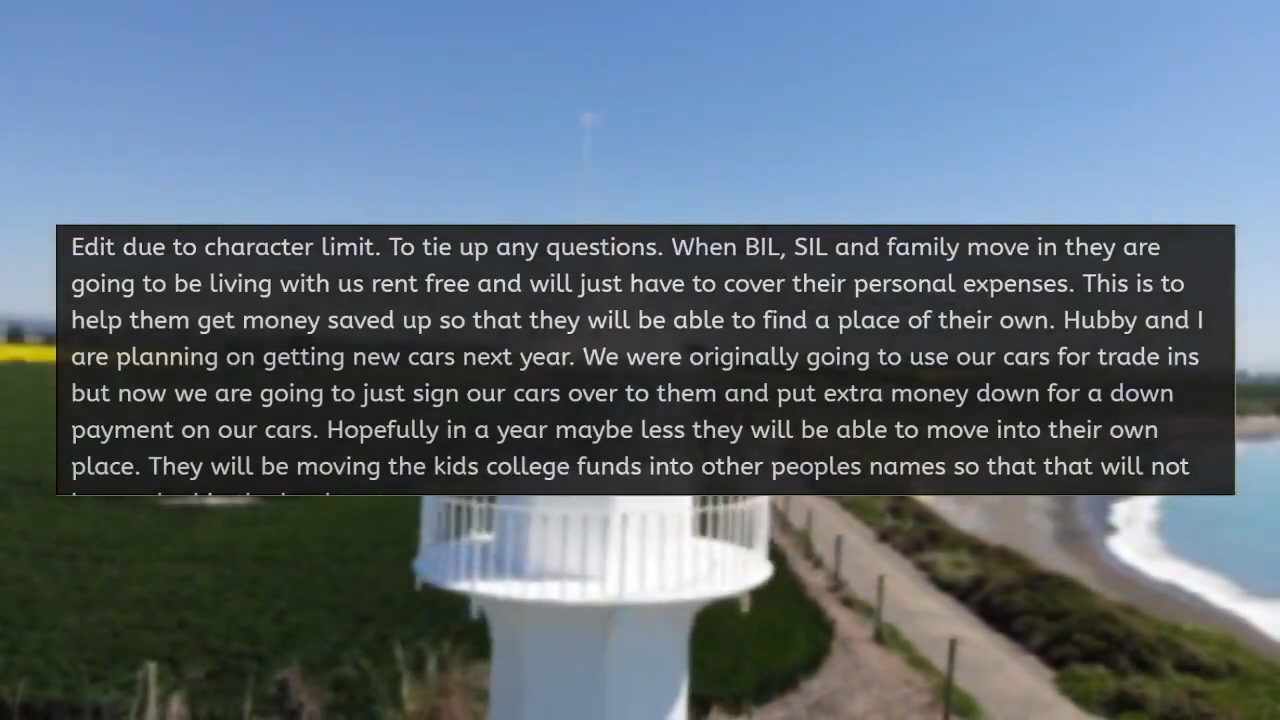 Edit due to character limit. To tie up any questions. When BIL, SIL and family move in they are
going to be living with us rent free and will just have to cover their personal expenses. This is to
help them get money saved up so that they will be able to find a place of their own. Hubby and I
are planning on getting new cars next year. We were originally going to use our cars for trade ins
but now we are going to just sign our cars over to them and put extra money down for a down
payment on our cars. Hopefully in a year maybe less they will be able to move into their own
place. They will be moving the kids college funds into other peoples names so that that will not